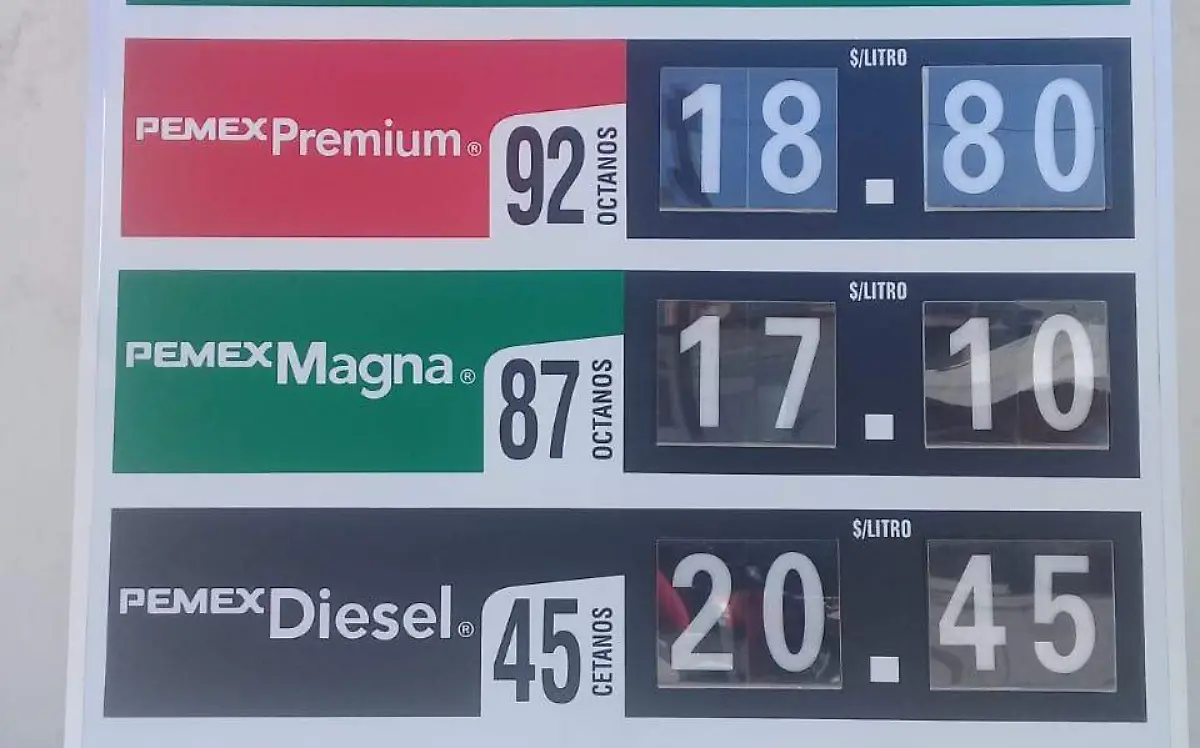 $/LITRO
PEMEX Premium® 92 OCTANOS 18.80
$/LITRO
PEMEX Magna® 87 OCTANOS 17.10
$/LITRO
PEMEX Diesel® 45 CETANOS 20.45